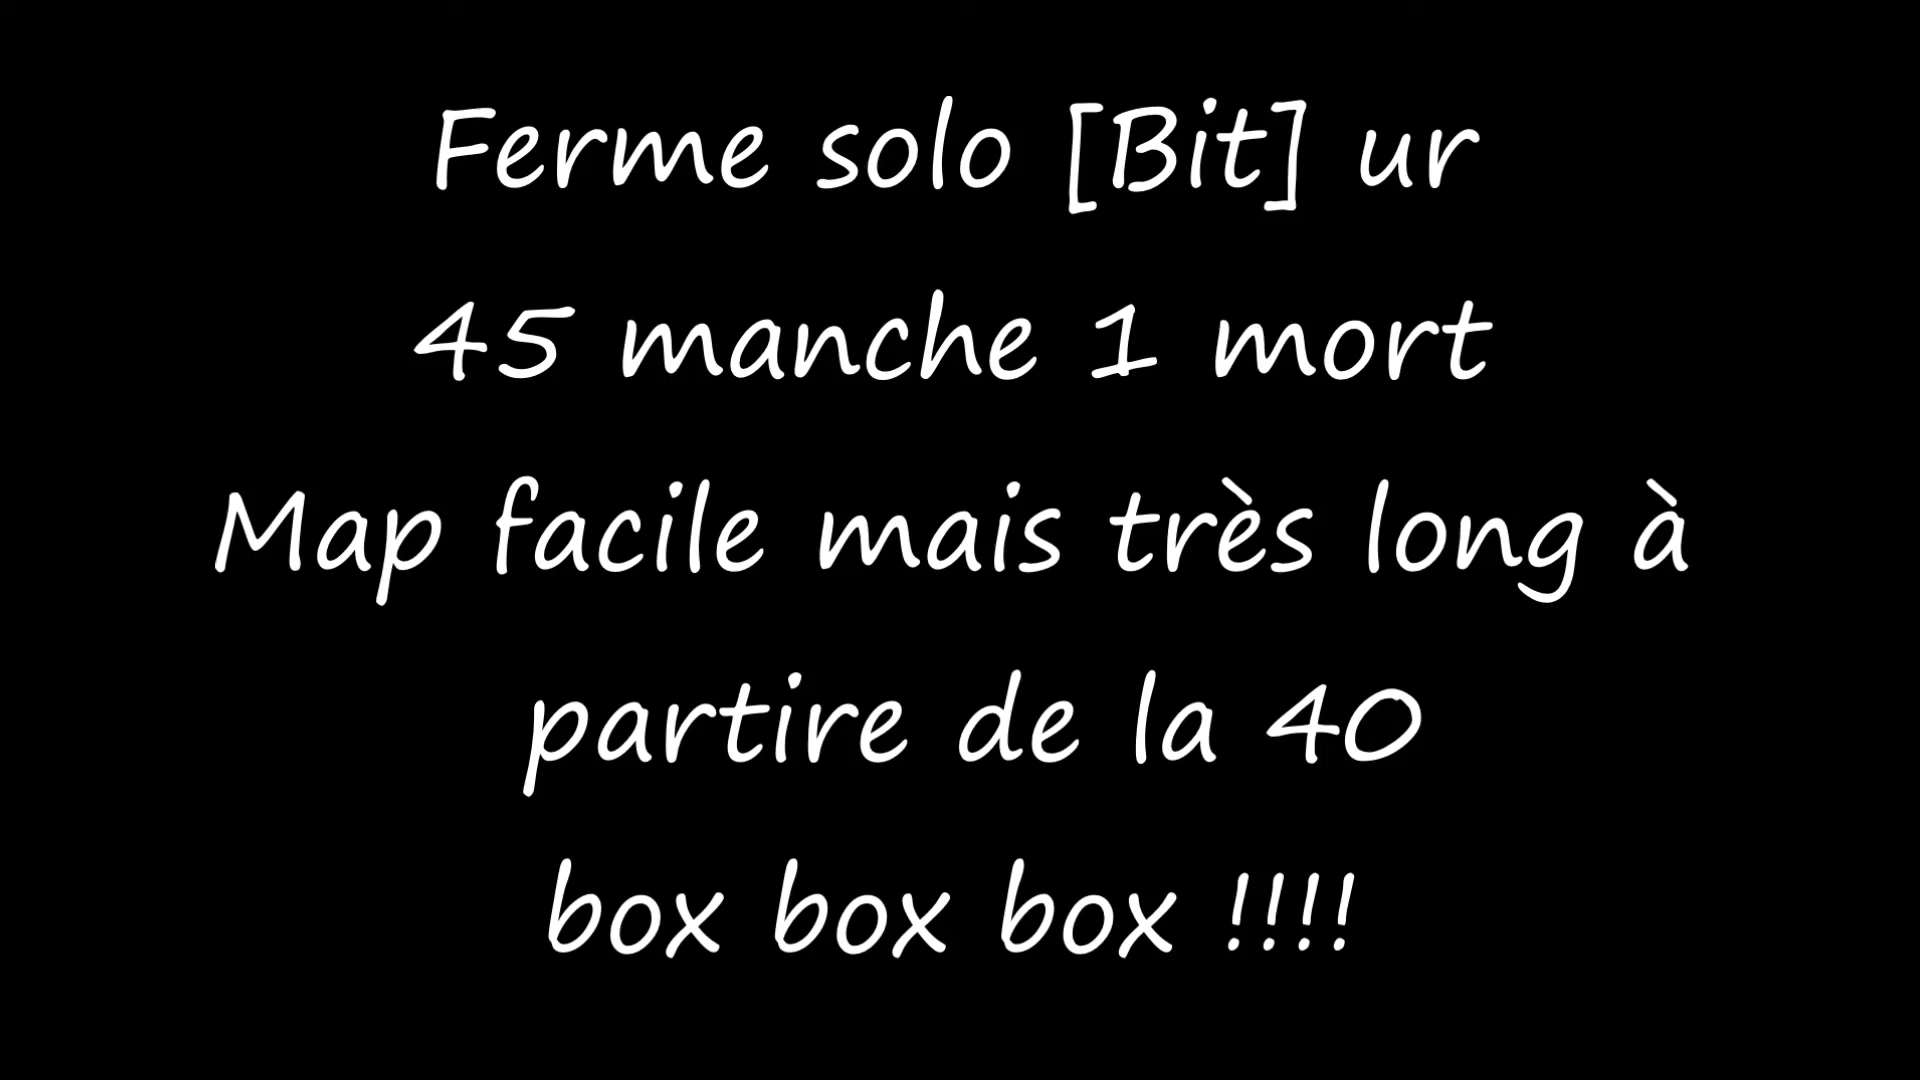 Ferme solo [Bit] ur
45 manche 1 mort
Map facile mais très long à
partire de la 40
box box box !!!!